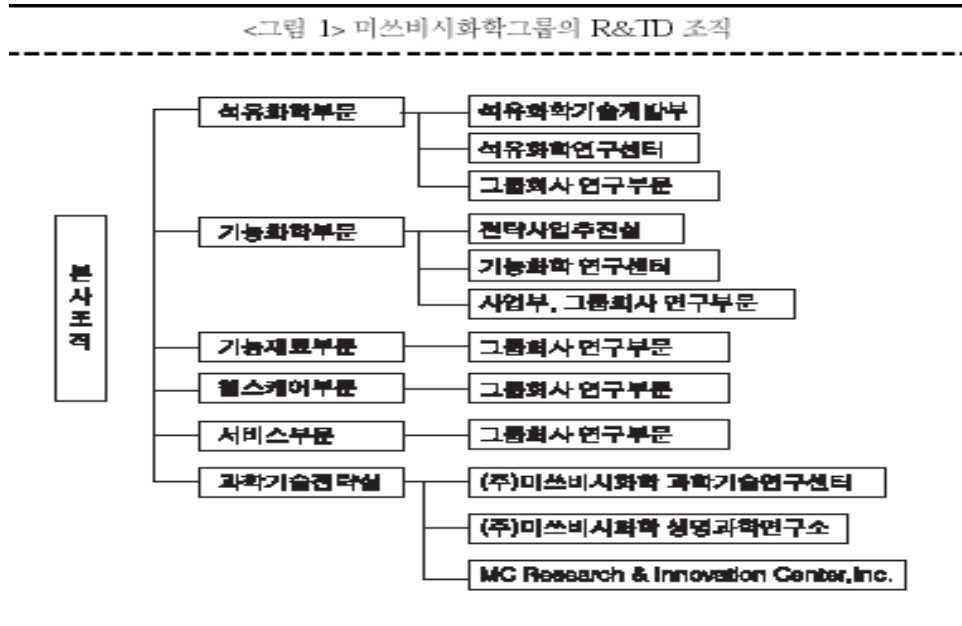 <그림 1> 미쓰비시화학그룹의 R&TD 조직
본사조직
석유화학부문
석유화학기술개발부
석유화학연구센터
그룹회사 연구부문
기능화학부문
전략사업추진실
기능화학 연구센터
사업부, 그룹회사 연구부문
기능재료부문
그룹회사 연구부문
헬스케어부문
그룹회사 연구부문
서비스부문
그룹회사 연구부문
과학기술전략실
(주)미쓰비시화학 과학기술연구센터
(주)미쓰비시화학 생명과학연구소
MC Research & Innovation Center,Inc.